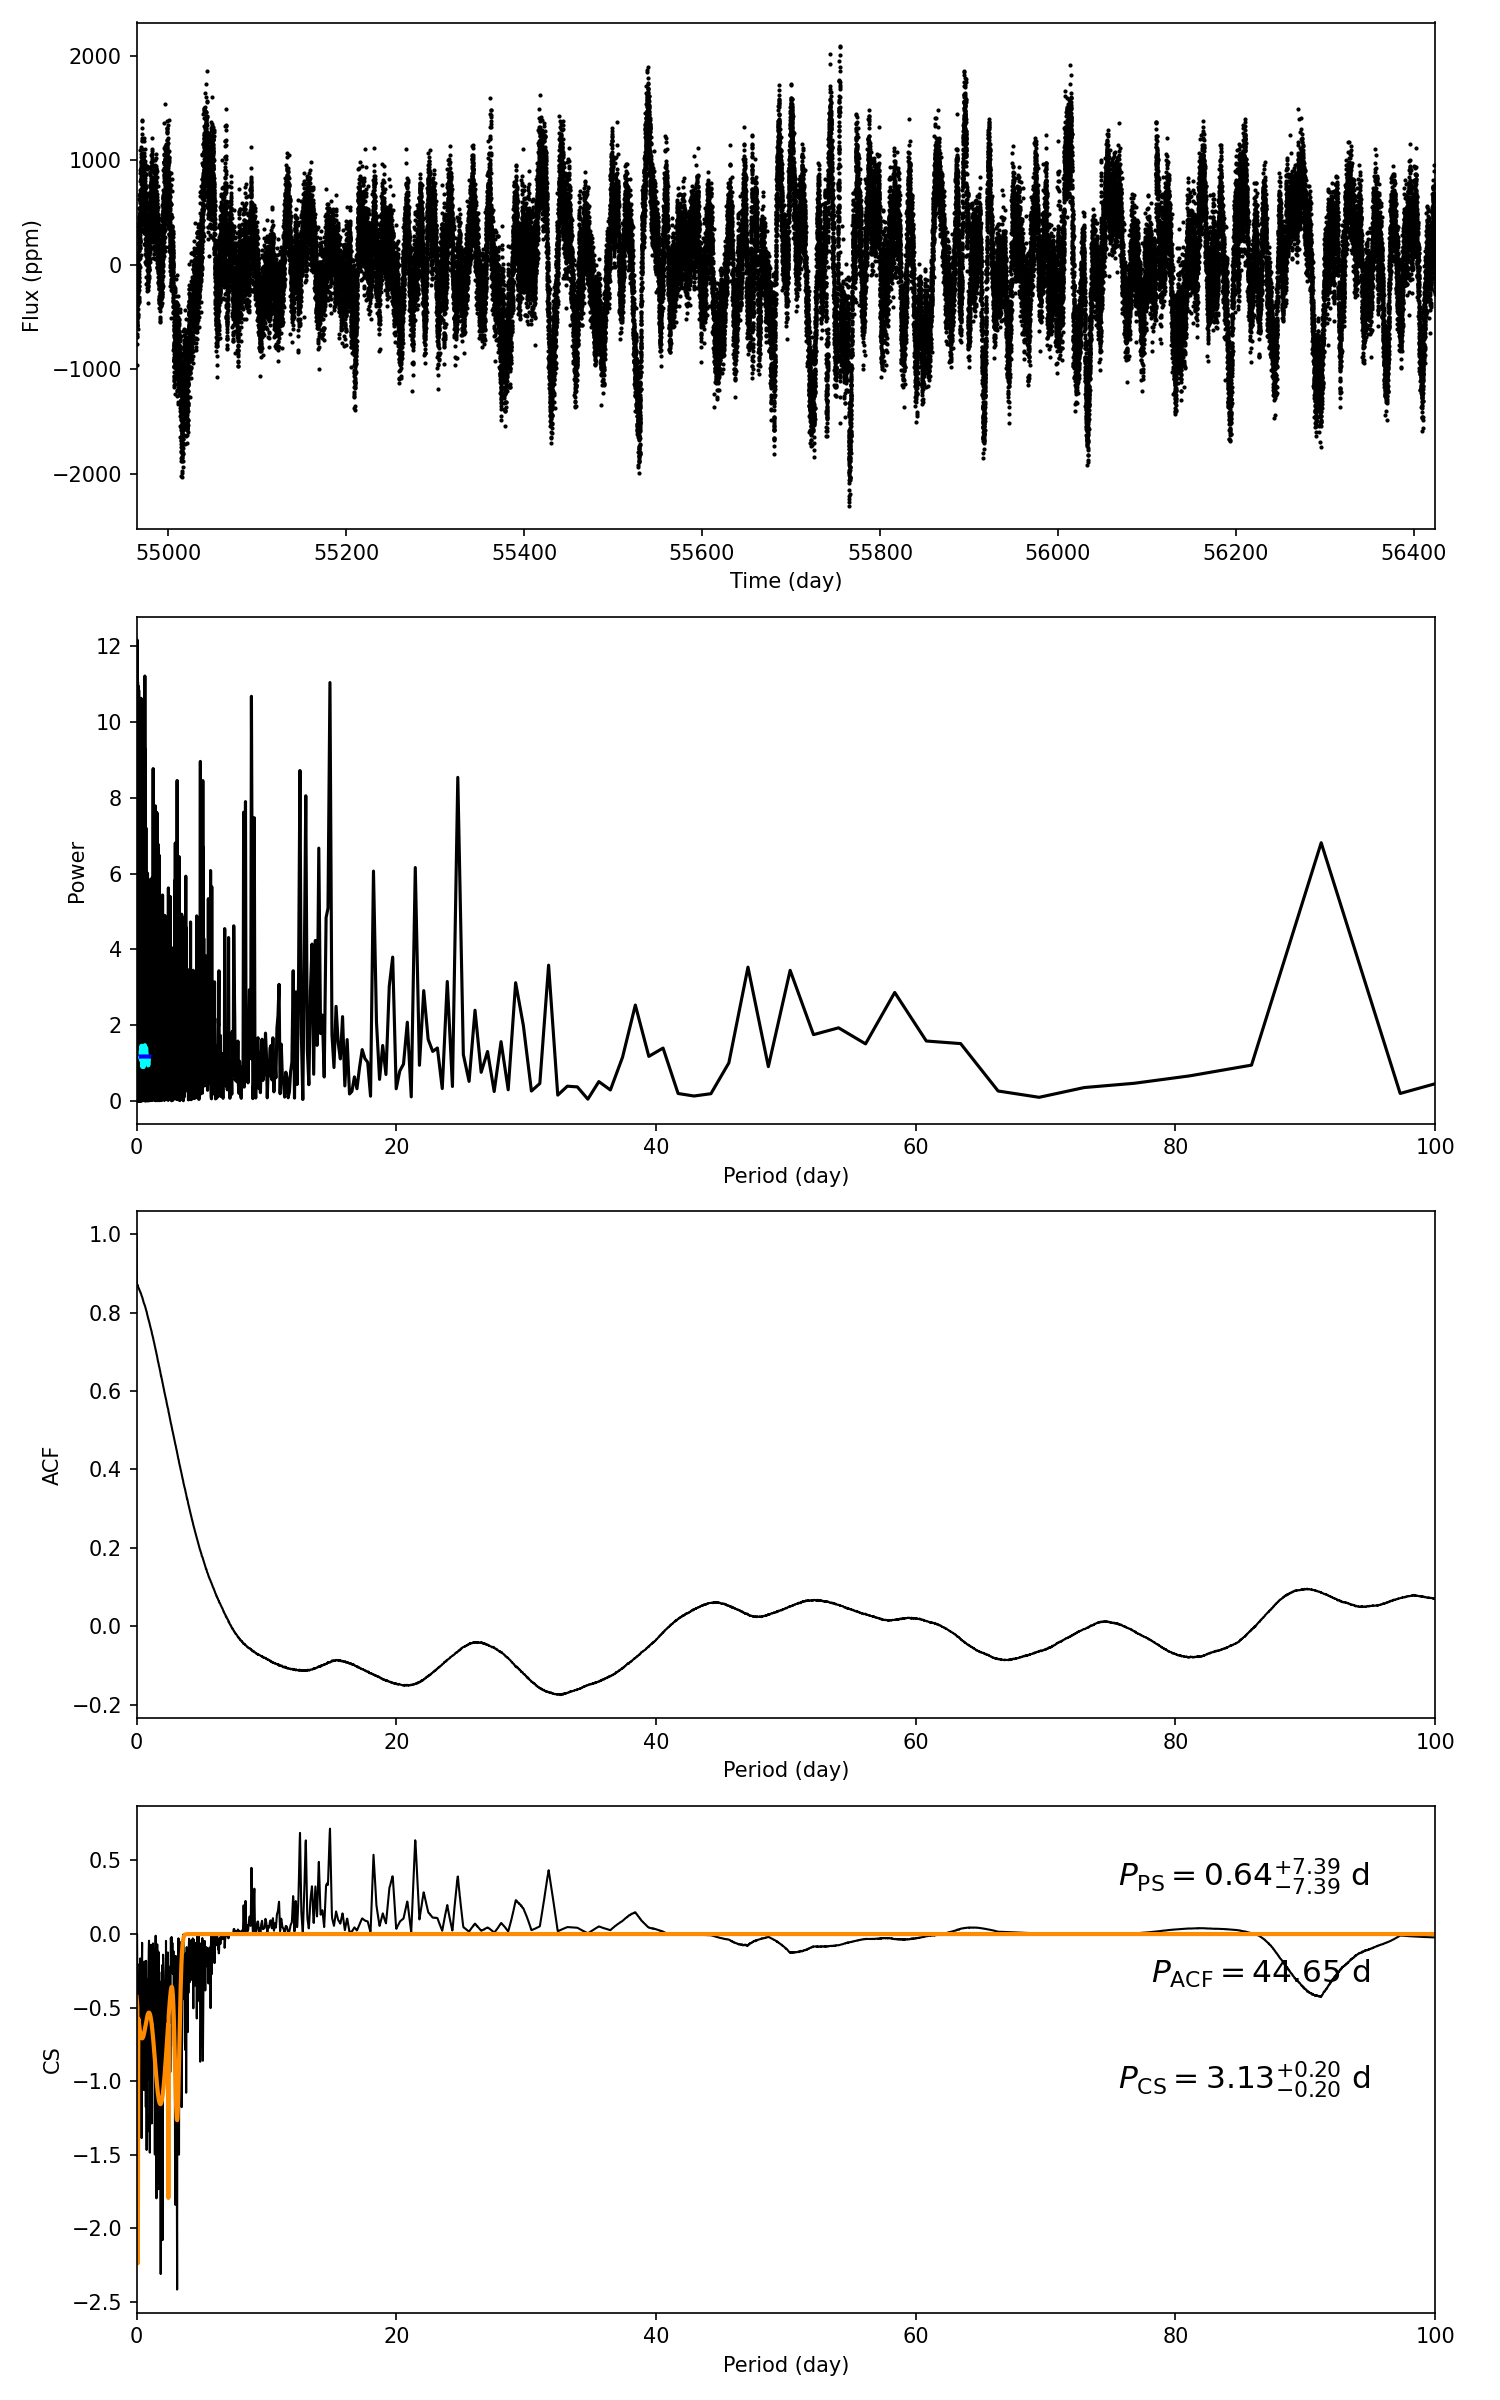 2000
1000
0
−1000
−2000
Flux (ppm)
55000 55200 55400 55600 55800 56000 56200 56400
Time (day)
12
10
8
6
4
2
0
Power
0 20 40 60 80 100
Period (day)
1.0
0.8
0.6
0.4
0.2
0.0
−0.2
ACF
0 20 40 60 80 100
Period (day)
0.5
0.0
−0.5
−1.0
−1.5
−2.0
−2.5
CS
P_PS = 0.64^{+7.39}_{−7.39} d
P_ACF = 44.65 d
P_CS = 3.13^{+0.20}_{−0.20} d
0 20 40 60 80 100
Period (day)